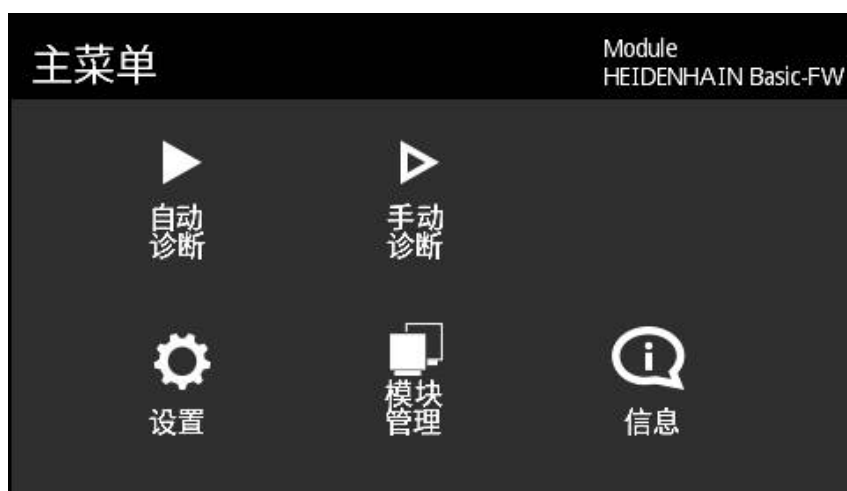 主菜单
Module
HEIDENHAIN Basic-FW
自动
诊断
手动
诊断
设置
模块
管理
信息